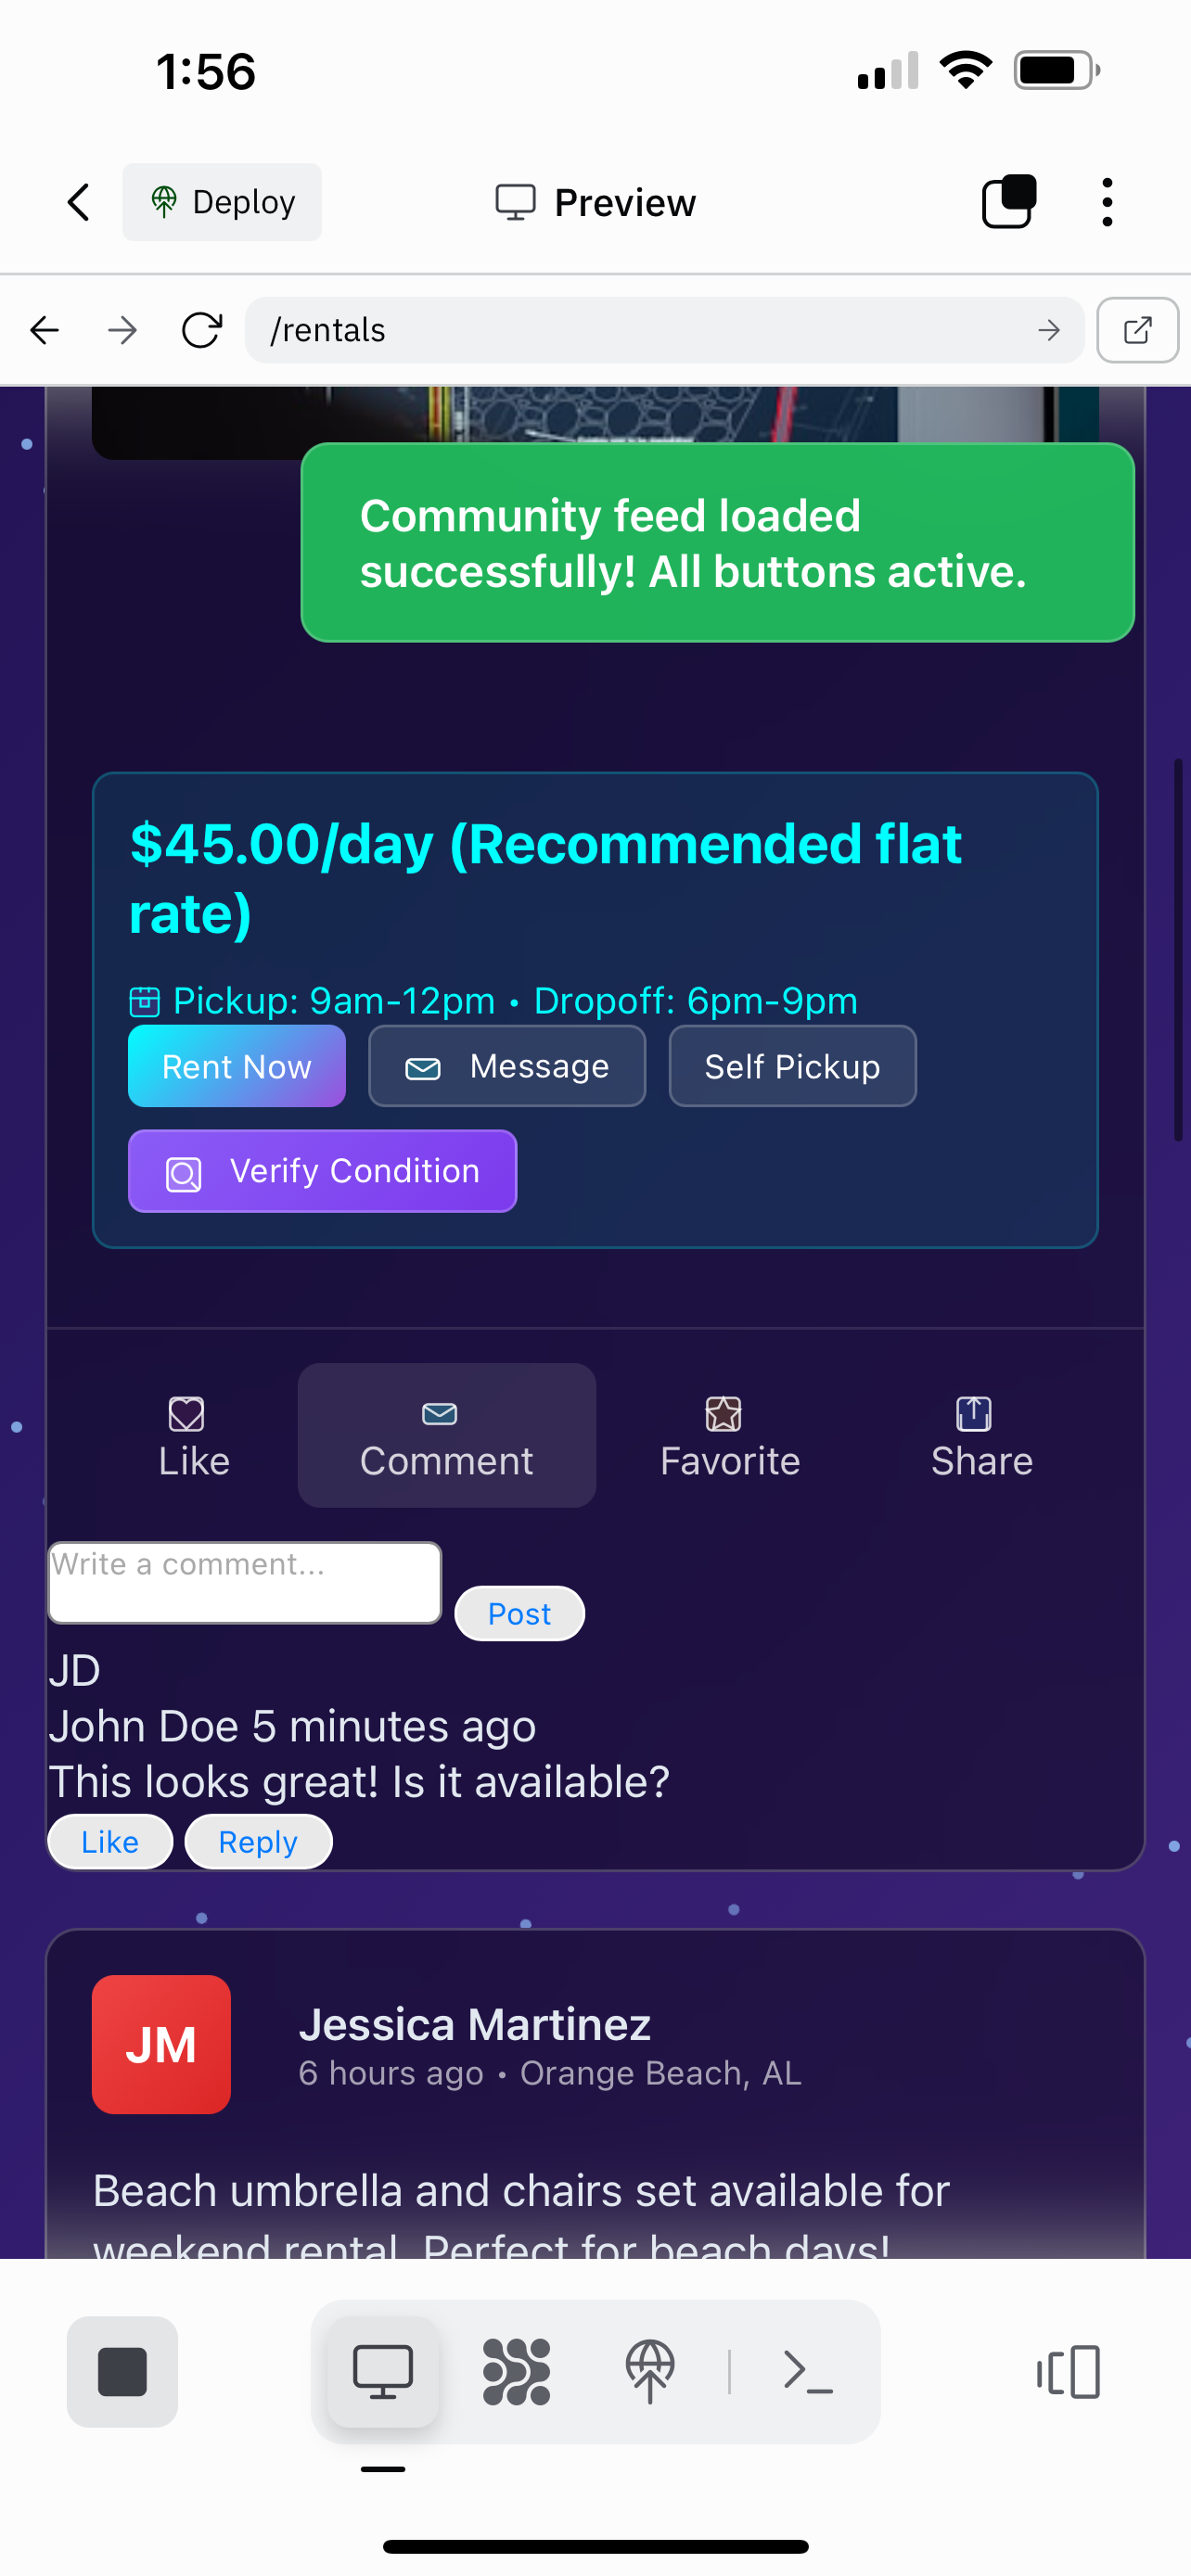 1:56
Deploy
Preview
/rentals
Community feed loaded
successfully! All buttons active.
$45.00/day (Recommended flat
rate)
Pickup: 9am-12pm • Dropoff: 6pm-9pm
Rent Now
Message
Self Pickup
Verify Condition
Like
Comment
Favorite
Share
Write a comment...
Post
JD
John Doe 5 minutes ago
This looks great! Is it available?
Like
Reply
JM
Jessica Martinez
6 hours ago • Orange Beach, AL
Beach umbrella and chairs set available for
weekend rental. Perfect for beach days!